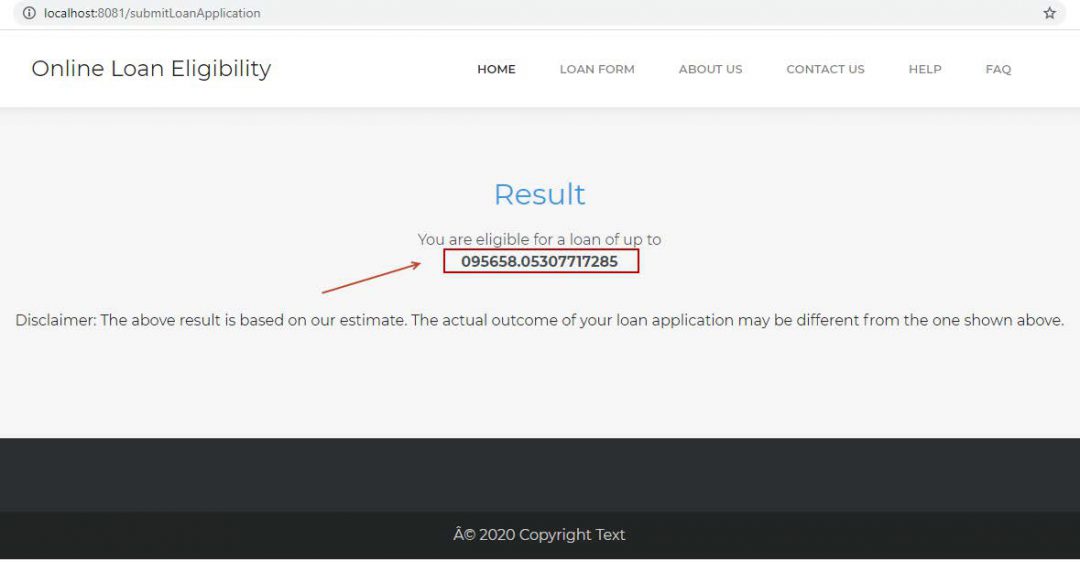 localhost:8081/submitLoanApplication
Online Loan Eligibility HOME LOAN FORM ABOUT US CONTACT US HELP FAQ
Result
You are eligible for a loan of up to
095658.05307717285
Disclaimer: The above result is based on our estimate. The actual outcome of your loan application may be different from the one shown above.
Â© 2020 Copyright Text